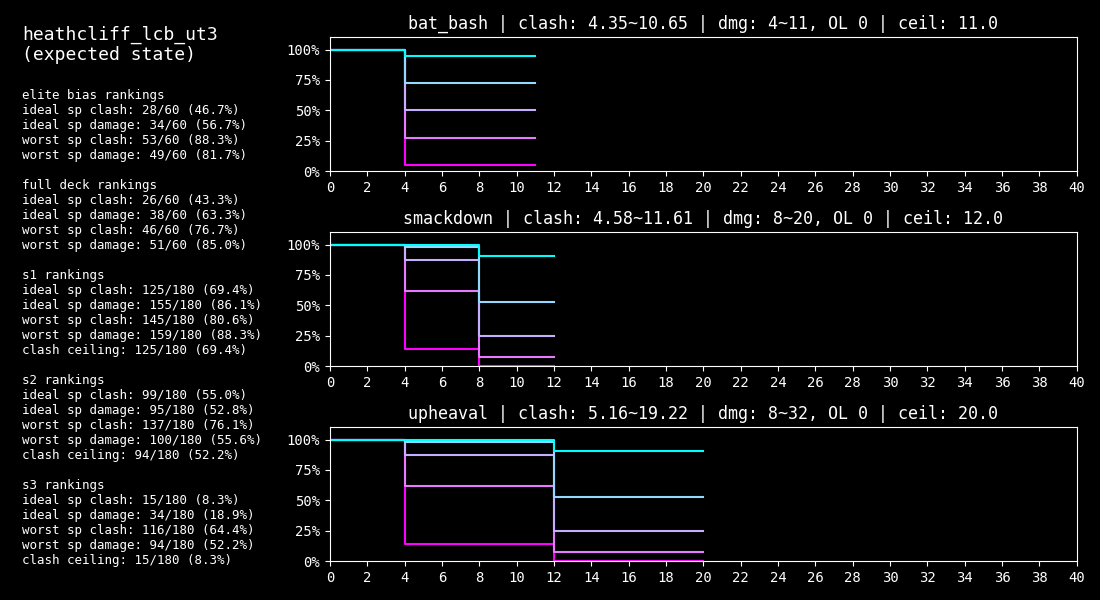 heathcliff_lcb_ut3
(expected state)
elite bias rankings
ideal sp clash: 28/60 (46.7%)
ideal sp damage: 34/60 (56.7%)
worst sp clash: 53/60 (88.3%)
worst sp damage: 49/60 (81.7%)
full deck rankings
ideal sp clash: 26/60 (43.3%)
ideal sp damage: 38/60 (63.3%)
worst sp clash: 46/60 (76.7%)
worst sp damage: 51/60 (85.0%)
s1 rankings
ideal sp clash: 125/180 (69.4%)
ideal sp damage: 155/180 (86.1%)
worst sp clash: 145/180 (80.6%)
worst sp damage: 159/180 (88.3%)
clash ceiling: 125/180 (69.4%)
s2 rankings
ideal sp clash: 99/180 (55.0%)
ideal sp damage: 95/180 (52.8%)
worst sp clash: 137/180 (76.1%)
worst sp damage: 100/180 (55.6%)
clash ceiling: 94/180 (52.2%)
s3 rankings
ideal sp clash: 15/180 (8.3%)
ideal sp damage: 34/180 (18.9%)
worst sp clash: 116/180 (64.4%)
worst sp damage: 94/180 (52.2%)
clash ceiling: 15/180 (8.3%)
bat_bash | clash: 4.35~10.65 | dmg: 4~11, OL 0 | ceil: 11.0
100%
75%
50%
25%
0%
0 2 4 6 8 10 12 14 16 18 20 22 24 26 28 30 32 34 36 38 40
smackdown | clash: 4.58~11.61 | dmg: 8~20, OL 0 | ceil: 12.0
100%
75%
50%
25%
0%
0 2 4 6 8 10 12 14 16 18 20 22 24 26 28 30 32 34 36 38 40
upheaval | clash: 5.16~19.22 | dmg: 8~32, OL 0 | ceil: 20.0
100%
75%
50%
25%
0%
0 2 4 6 8 10 12 14 16 18 20 22 24 26 28 30 32 34 36 38 40